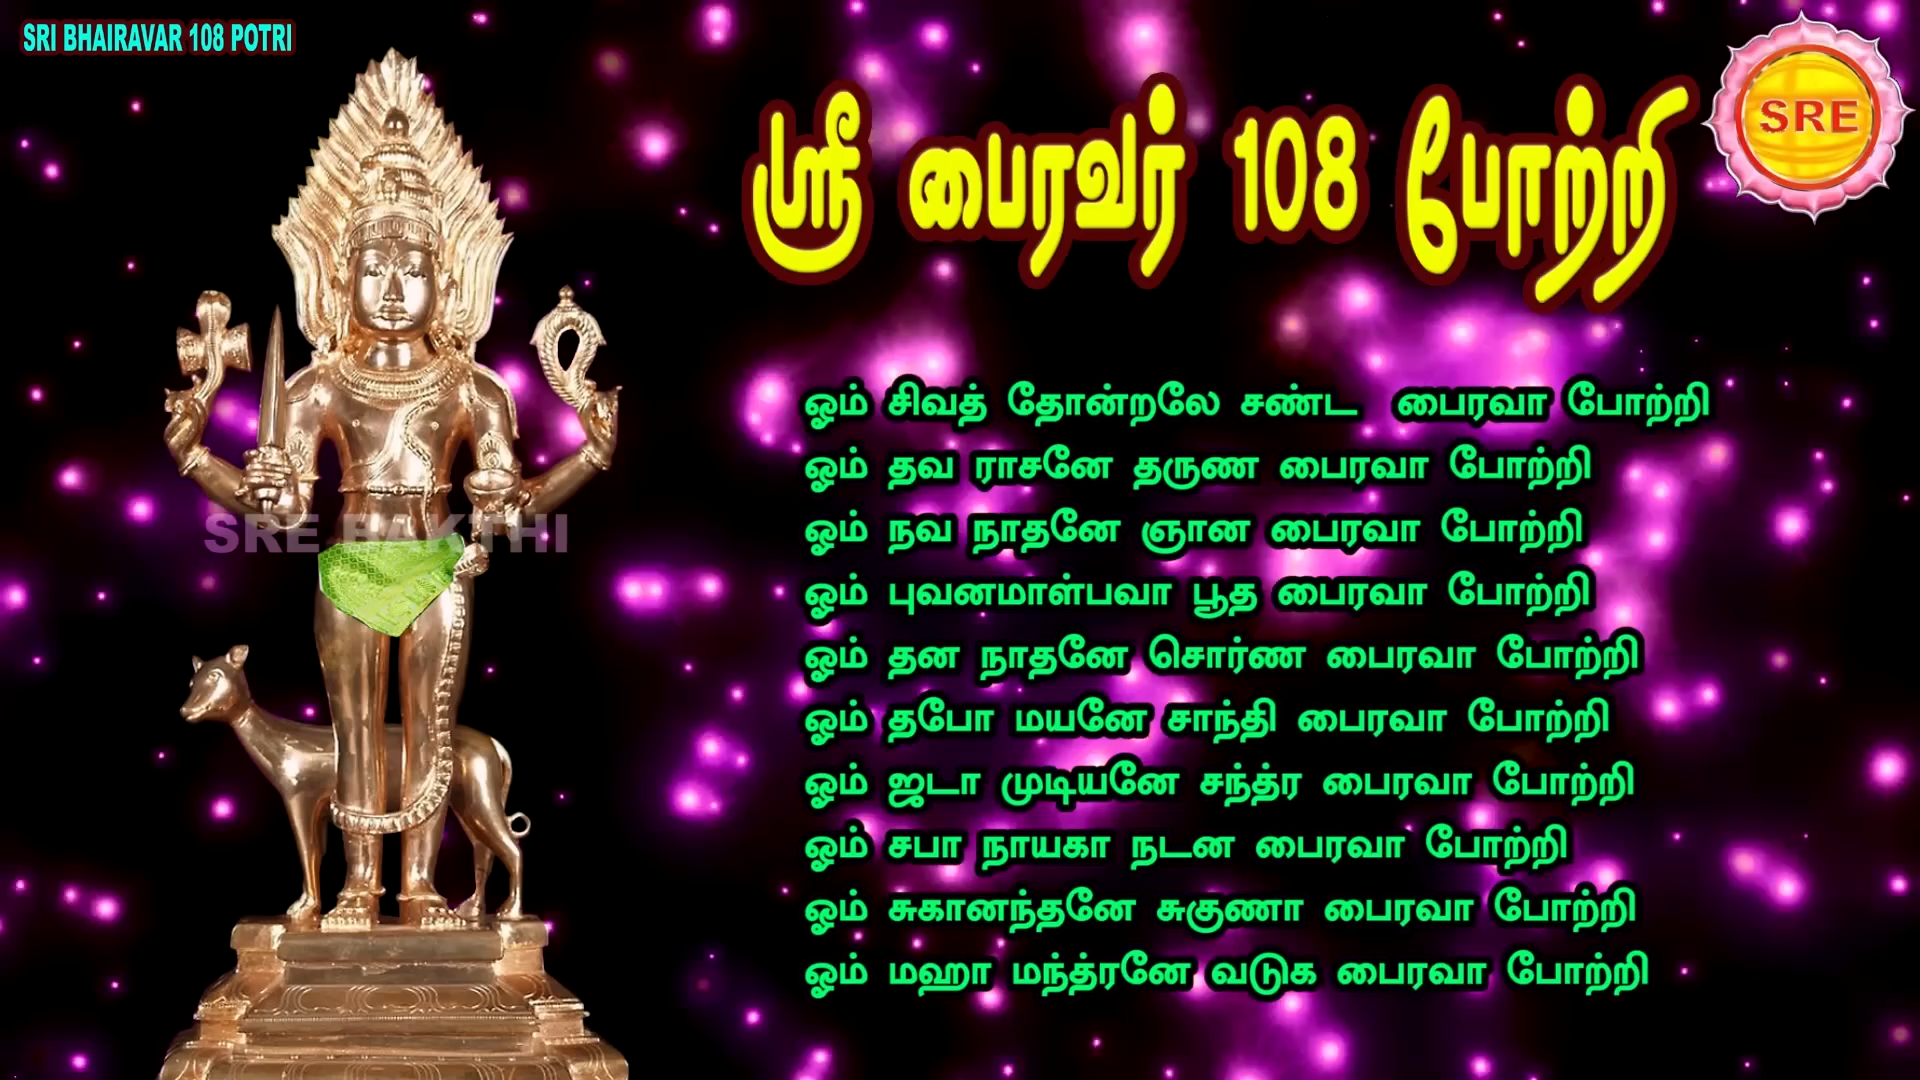 SRI BHAIRAVAR 108 POTRI
SRE
ஸ்ரீ பைரவர் 108 போற்றி
ஓம் சிவத் தோன்றலே சண்ட பைரவா போற்றி
ஓம் தவ ராசனே தருண பைரவா போற்றி
ஓம் நவ நாதனே ஞான பைரவா போற்றி
ஓம் புவனமாள்பவா பூத பைரவா போற்றி
ஓம் தன நாதனே சொர்ண பைரவா போற்றி
ஓம் தபோ மயனே சாந்தி பைரவா போற்றி
ஓம் ஜடா முடியனே சந்த்ர பைரவா போற்றி
ஓம் சபா நாயகா நடன பைரவா போற்றி
ஓம் சுகானந்தனே சுகுணா பைரவா போற்றி
ஓம் மஹா மந்த்ரனே வடுக பைரவா போற்றி
SRE BAKTHI